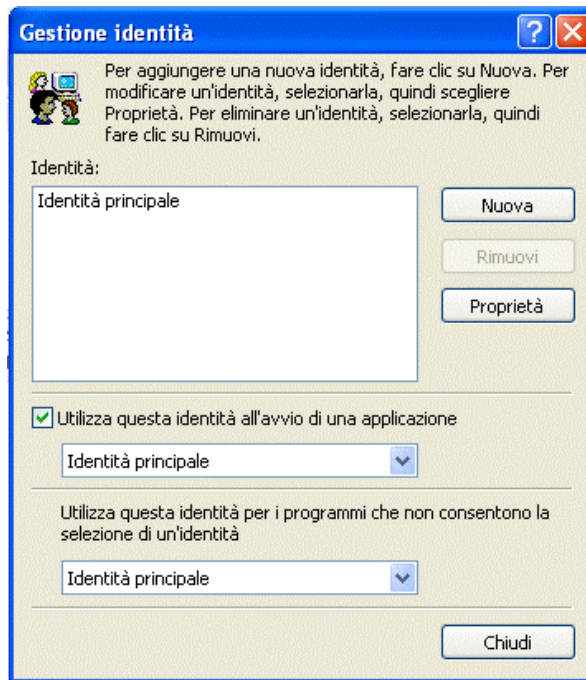 Gestione identità
Per aggiungere una nuova identità, fare clic su Nuova. Per
modificare un'identità, selezionarla, quindi scegliere
Proprietà. Per eliminare un'identità, selezionarla, quindi
fare clic su Rimuovi.
Identità:
Identità principale
Nuova
Rimuovi
Proprietà
Utilizza questa identità all'avvio di una applicazione
Identità principale
Utilizza questa identità per i programmi che non consentono la
selezione di un'identità
Identità principale
Chiudi